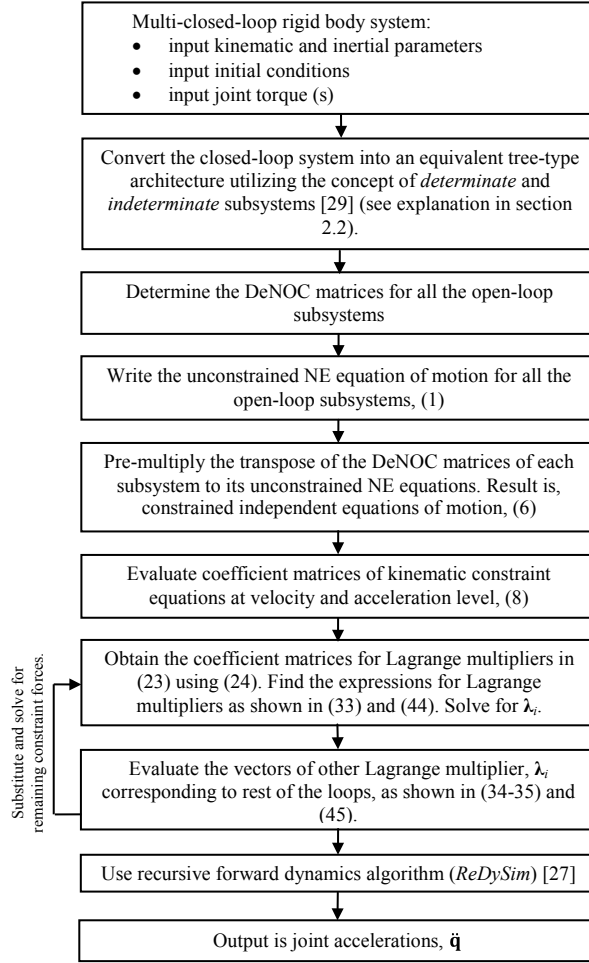 Multi-closed-loop rigid body system:
• input kinematic and inertial parameters
• input initial conditions
• input joint torque (s)
Convert the closed-loop system into an equivalent tree-type
architecture utilizing the concept of determinate and
indeterminate subsystems [29] (see explanation in section
2.2).
Determine the DeNOC matrices for all the open-loop
subsystems
Write the unconstrained NE equation of motion for all the
open-loop subsystems, (1)
Pre-multiply the transpose of the DeNOC matrices of each
subsystem to its unconstrained NE equations. Result is,
constrained independent equations of motion, (6)
Evaluate coefficient matrices of kinematic constraint
equations at velocity and acceleration level, (8)
Substitute and solve for
remaining constraint forces.
Obtain the coefficient matrices for Lagrange multipliers in
(23) using (24). Find the expressions for Lagrange
multipliers as shown in (33) and (44). Solve for λi.
Evaluate the vectors of other Lagrange multiplier, λi
corresponding to rest of the loops, as shown in (34-35) and
(45).
Use recursive forward dynamics algorithm (ReDySim) [27]
Output is joint accelerations, q̈